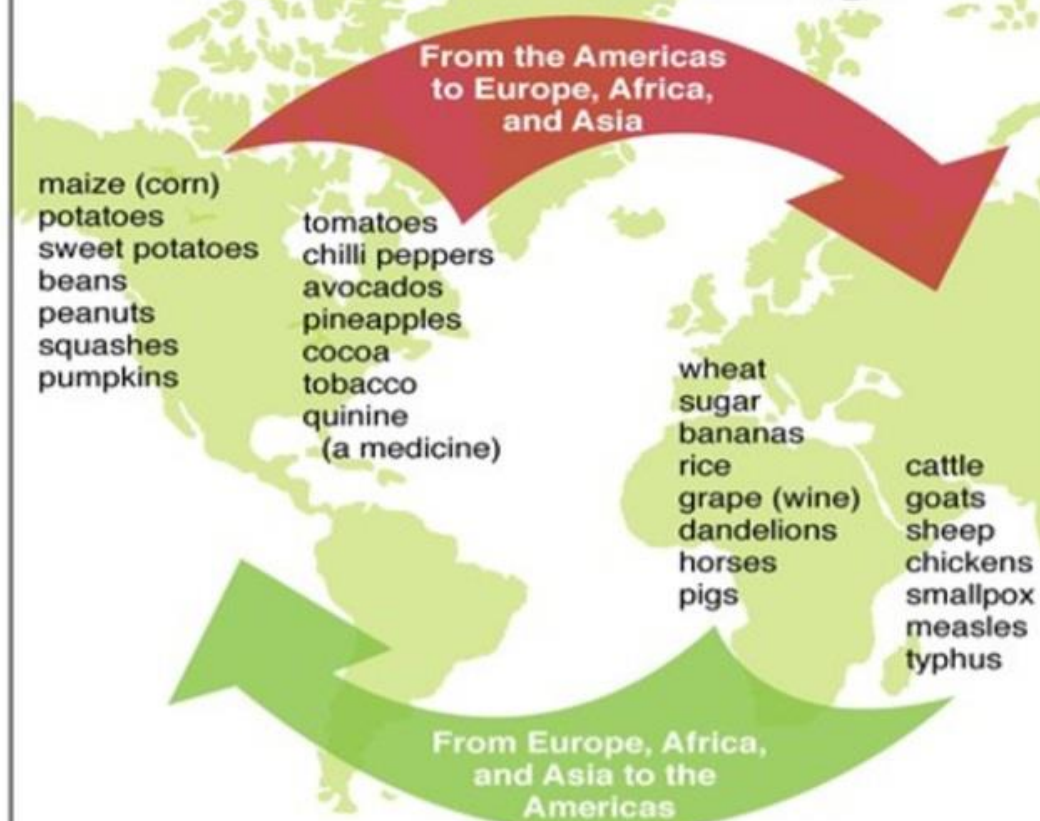 From the Americas
to Europe, Africa,
and Asia
maize (corn)
potatoes
sweet potatoes
beans
peanuts
squashes
pumpkins
tomatoes
chilli peppers
avocados
pineapples
cocoa
tobacco
quinine
(a medicine)
wheat
sugar
bananas
rice
grape (wine)
dandelions
horses
pigs
cattle
goats
sheep
chickens
smallpox
measles
typhus
From Europe, Africa,
and Asia to the
Americas